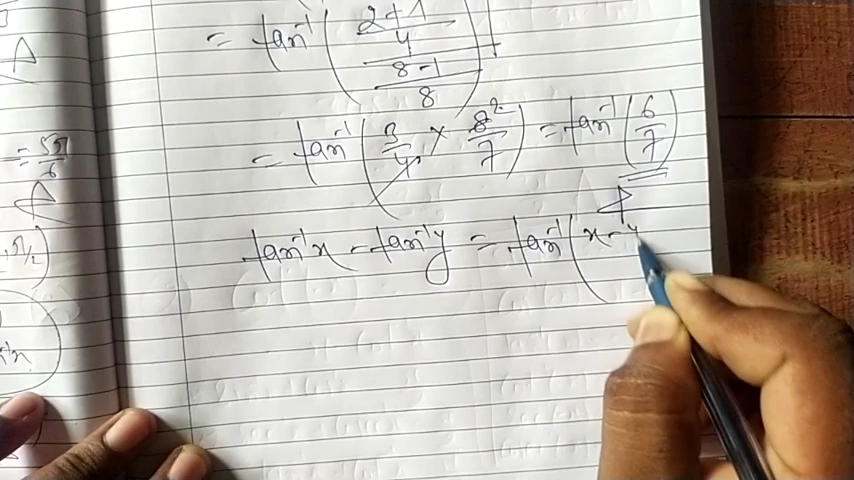 = tan⁻¹( (2+1)/4 / (8-1)/8 )
= tan⁻¹( 3/4 × 8²/7 ) = tan⁻¹( 6/7 )
tan⁻¹x - tan⁻¹y = tan⁻¹( x-y